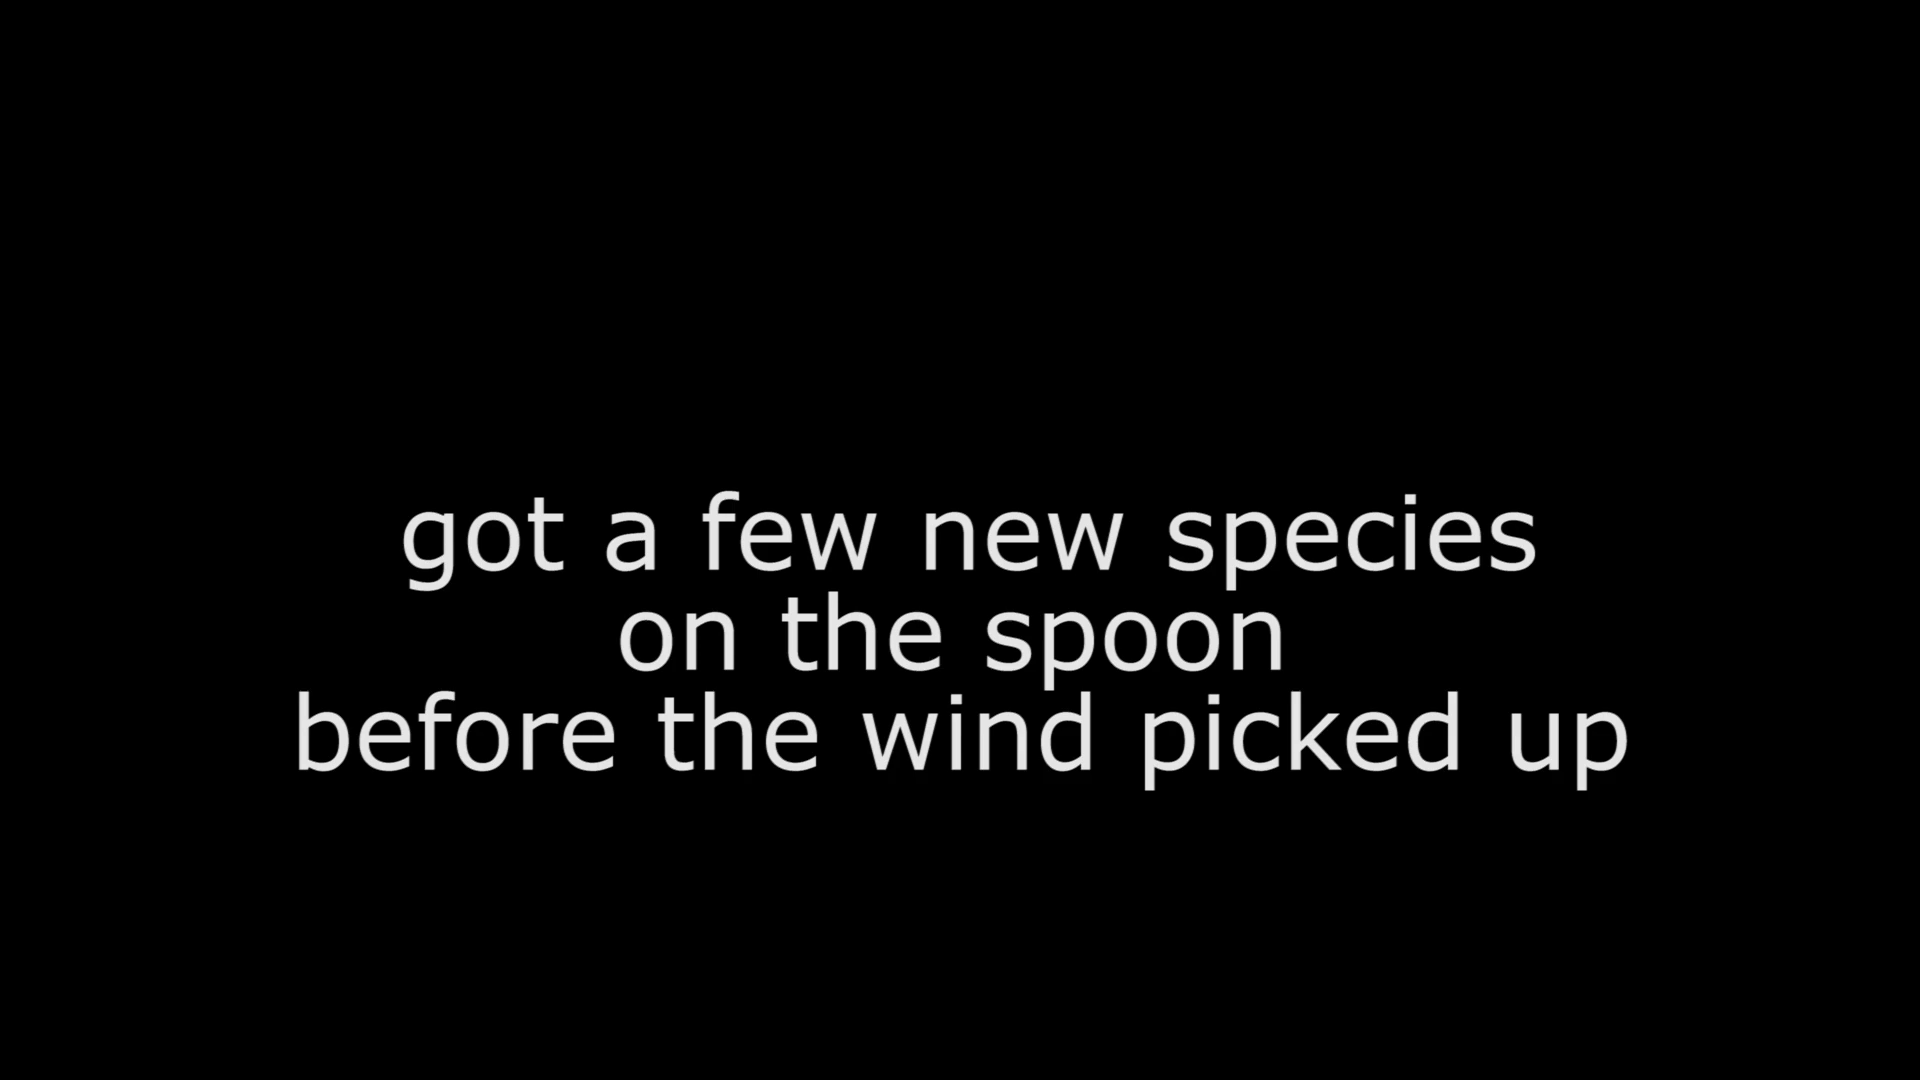 got a few new species
on the spoon
before the wind picked up